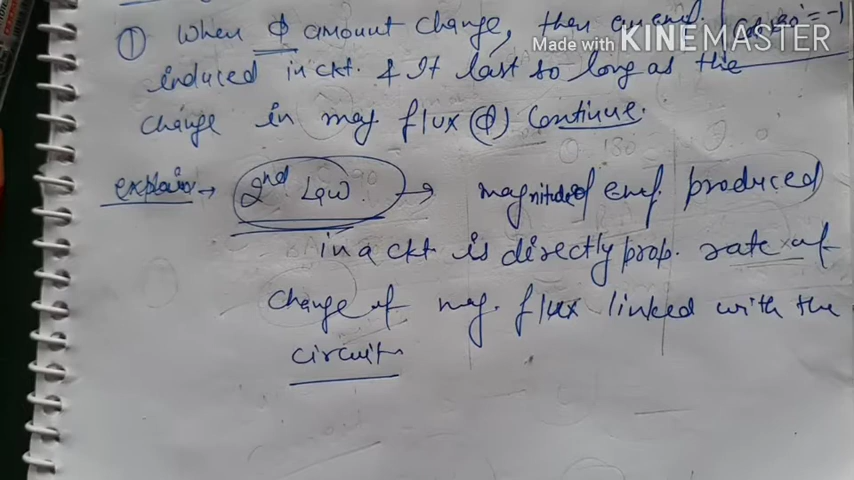 ① When ϕ amount change, then an emf
Made with KINEMASTER
induced in ckt. & It last so long as the
change in mag flux (ϕ) Continue.
explain → 2nd Law → magnitude of emf. produced
in a ckt is directly prop. rate of
change of mag. flux linked with the
circuit